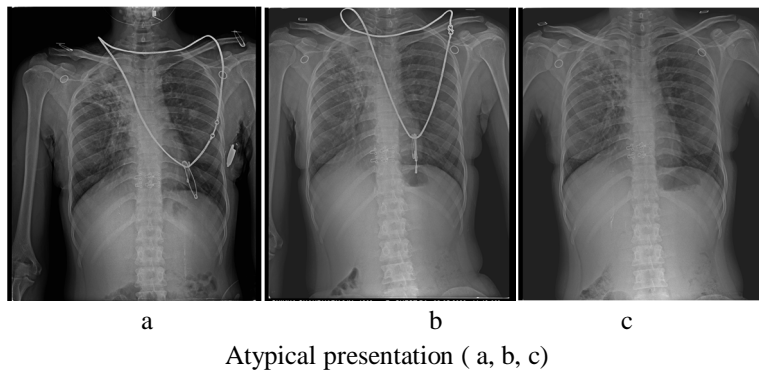 a b c
Atypical presentation ( a, b, c)